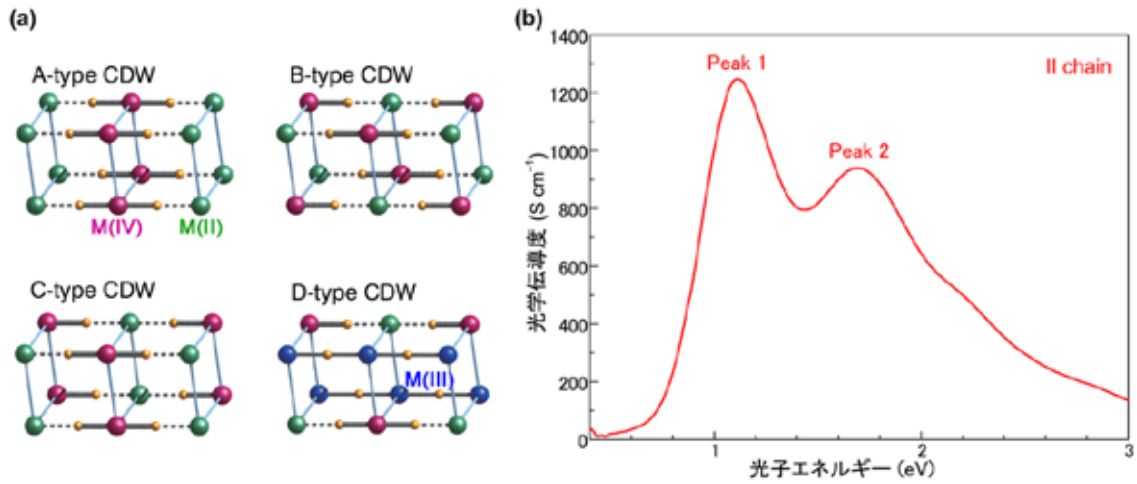 (a)
A-type CDW
B-type CDW
M(IV)
M(II)
C-type CDW
D-type CDW
M(III)
(b)
1400
1200
1000
800
600
400
200
0
光学伝導度 (S cm⁻¹)
Peak 1
Peak 2
II chain
1
2
3
光子エネルギー (eV)